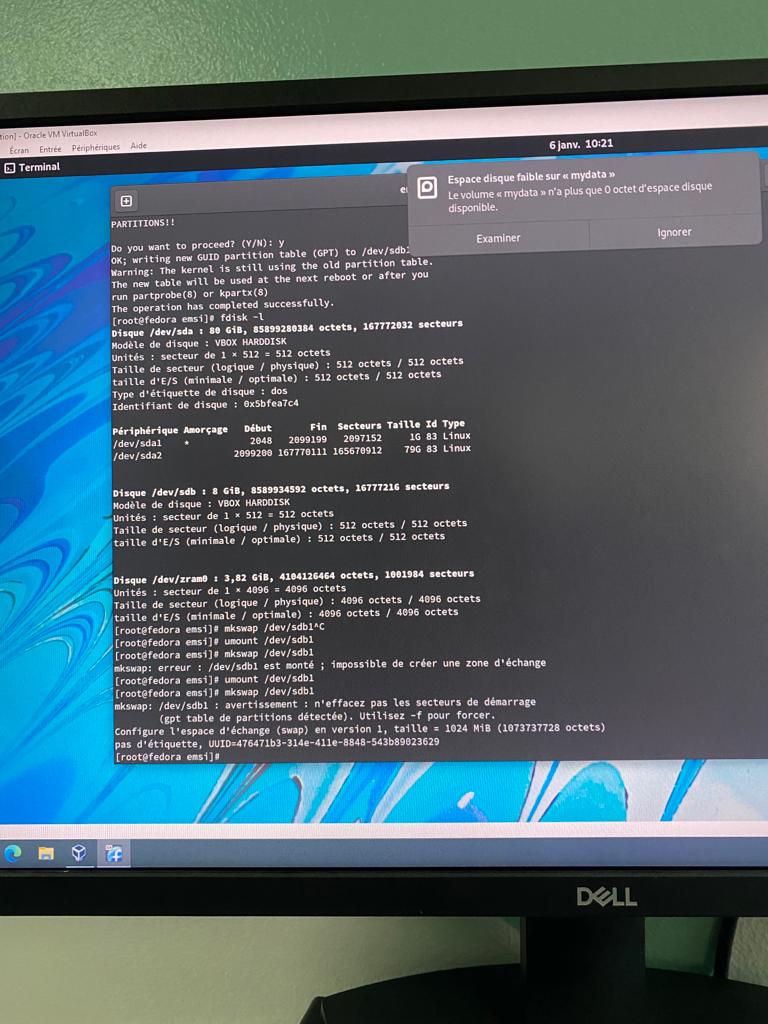 tion] - Oracle VM VirtualBox
Écran Entrée Périphériques Aide
Terminal
6 janv. 10:21
Espace disque faible sur « mydata »
Le volume « mydata » n'a plus que 0 octet d'espace disque
disponible.
Examiner Ignorer
PARTITIONS!!
Do you want to proceed? (Y/N): y
OK; writing new GUID partition table (GPT) to /dev/sdb1
Warning: The kernel is still using the old partition table.
The new table will be used at the next reboot or after you
run partprobe(8) or kpartx(8)
The operation has completed successfully.
[root@fedora emsi]# fdisk -l
Disque /dev/sda : 80 GiB, 85899280384 octets, 167772032 secteurs
Modèle de disque : VBOX HARDDISK
Unités : secteur de 1 × 512 = 512 octets
Taille de secteur (logique / physique) : 512 octets / 512 octets
taille d'E/S (minimale / optimale) : 512 octets / 512 octets
Type d'étiquette de disque : dos
Identifiant de disque : 0x5bfea7c4
Périphérique Amorçage Début Fin Secteurs Taille Id Type
/dev/sda1 * 2048 2099199 2097152 1G 83 Linux
/dev/sda2 2099200 167770111 165670912 79G 83 Linux
Disque /dev/sdb : 8 GiB, 8589934592 octets, 16777216 secteurs
Modèle de disque : VBOX HARDDISK
Unités : secteur de 1 × 512 = 512 octets
Taille de secteur (logique / physique) : 512 octets / 512 octets
taille d'E/S (minimale / optimale) : 512 octets / 512 octets
Disque /dev/zram0 : 3,82 GiB, 4104126464 octets, 1001984 secteurs
Unités : secteur de 1 × 4096 = 4096 octets
Taille de secteur (logique / physique) : 4096 octets / 4096 octets
taille d'E/S (minimale / optimale) : 4096 octets / 4096 octets
[root@fedora emsi]# mkswap /dev/sdb1^C
[root@fedora emsi]# umount /dev/sdb1
[root@fedora emsi]# mkswap /dev/sdb1
mkswap: erreur : /dev/sdb1 est monté ; impossible de créer une zone d'échange
[root@fedora emsi]# umount /dev/sdb1
[root@fedora emsi]# mkswap /dev/sdb1
mkswap: /dev/sdb1 : avertissement : n'effacez pas les secteurs de démarrage
(gpt table de partitions détectée). Utilisez -f pour forcer.
Configure l'espace d'échange (swap) en version 1, taille = 1024 MiB (1073737728 octets)
pas d'étiquette, UUID=476471b3-314e-411e-8848-543b89023629
[root@fedora emsi]#
DELL